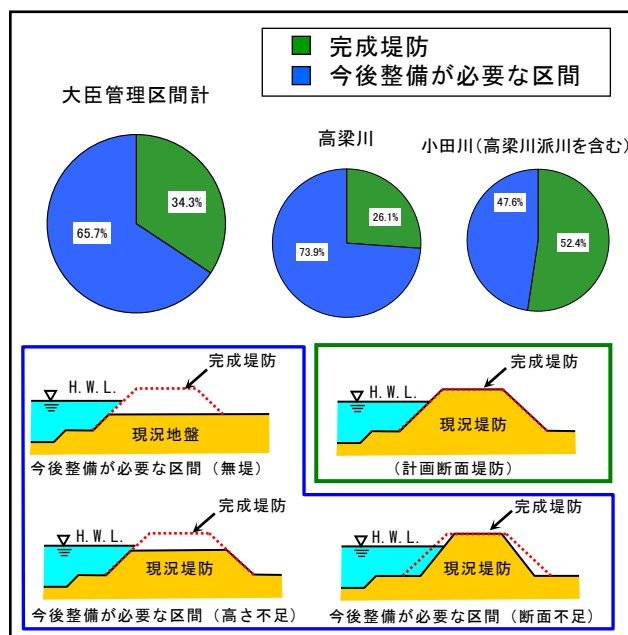 完成堤防
今後整備が必要な区間
大臣管理区間計
34.3%
65.7%
高梁川
26.1%
73.9%
小田川(高梁川派川を含む)
47.6%
52.4%
完成堤防
H.W.L.
現況地盤
今後整備が必要な区間(無堤)
完成堤防
H.W.L.
現況堤防
(計画断面堤防)
完成堤防
H.W.L.
現況堤防
今後整備が必要な区間(高さ不足)
完成堤防
H.W.L.
現況堤防
今後整備が必要な区間(断面不足)